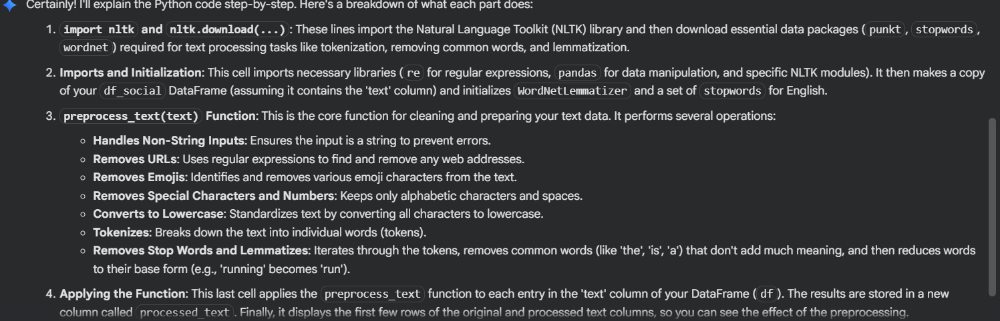 Certainly! I'll explain the Python code step-by-step. Here's a breakdown of what each part does:
1. import nltk and nltk.download(...): These lines import the Natural Language Toolkit (NLTK) library and then download essential data packages (punkt, stopwords,
wordnet) required for text processing tasks like tokenization, removing common words, and lemmatization.
2. Imports and Initialization: This cell imports necessary libraries (re for regular expressions, pandas for data manipulation, and specific NLTK modules). It then makes a copy
of your df_social DataFrame (assuming it contains the 'text' column) and initializes WordNetLemmatizer and a set of stopwords for English.
3. preprocess_text(text) Function: This is the core function for cleaning and preparing your text data. It performs several operations:
◦ Handles Non-String Inputs: Ensures the input is a string to prevent errors.
◦ Removes URLs: Uses regular expressions to find and remove any web addresses.
◦ Removes Emojis: Identifies and removes various emoji characters from the text.
◦ Removes Special Characters and Numbers: Keeps only alphabetic characters and spaces.
◦ Converts to Lowercase: Standardizes text by converting all characters to lowercase.
◦ Tokenizes: Breaks down the text into individual words (tokens).
◦ Removes Stop Words and Lemmatizes: Iterates through the tokens, removes common words (like 'the', 'is', 'a') that don't add much meaning, and then reduces words
to their base form (e.g., 'running' becomes 'run').
4. Applying the Function: This last cell applies the preprocess_text function to each entry in the 'text' column of your DataFrame (df). The results are stored in a new
column called processed_text. Finally, it displays the first few rows of the original and processed text columns, so you can see the effect of the preprocessing.